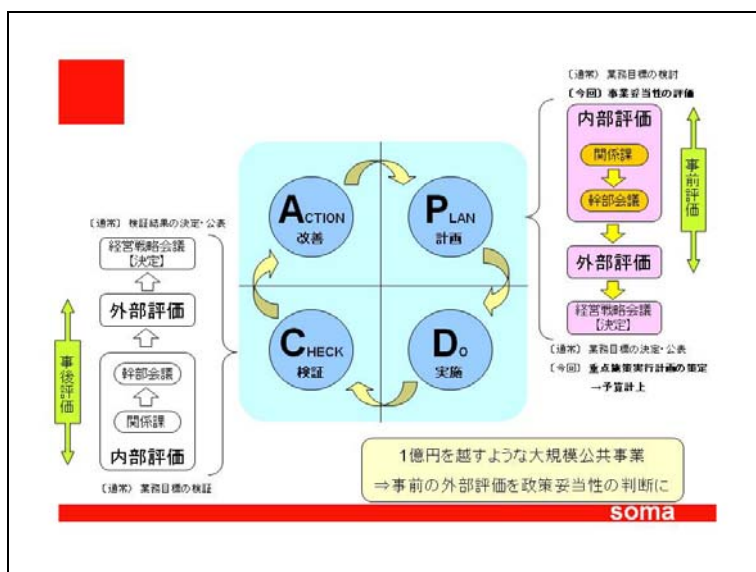 〔通常〕 業務目標の検討
〔今回〕 事業妥当性の評価
内部評価
関係課
幹部会議
外部評価
経営戦略会議
【決定】
事前評価
〔通常〕 業務目標の決定・公表
〔今回〕 重点施策実行計画の策定
→予算計上
ACTION
改善
PLAN
計画
CHECK
検証
DO
実施
〔通常〕 検証結果の決定・公表
経営戦略会議
【決定】
外部評価
幹部会議
関係課
内部評価
事後評価
〔通常〕 業務目標の検証
1億円を越すような大規模公共事業
⇒事前の外部評価を政策妥当性の判断に
soma